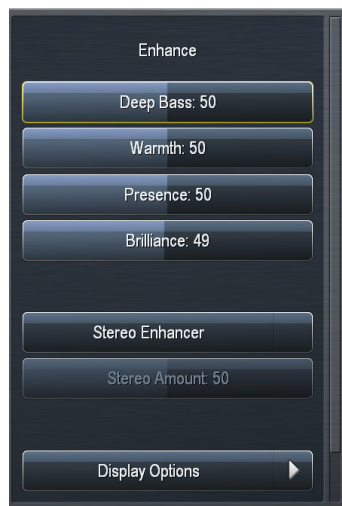 Enhance
Deep Bass: 50
Warmth: 50
Presence: 50
Brilliance: 49
Stereo Enhancer
Stereo Amount: 50
Display Options